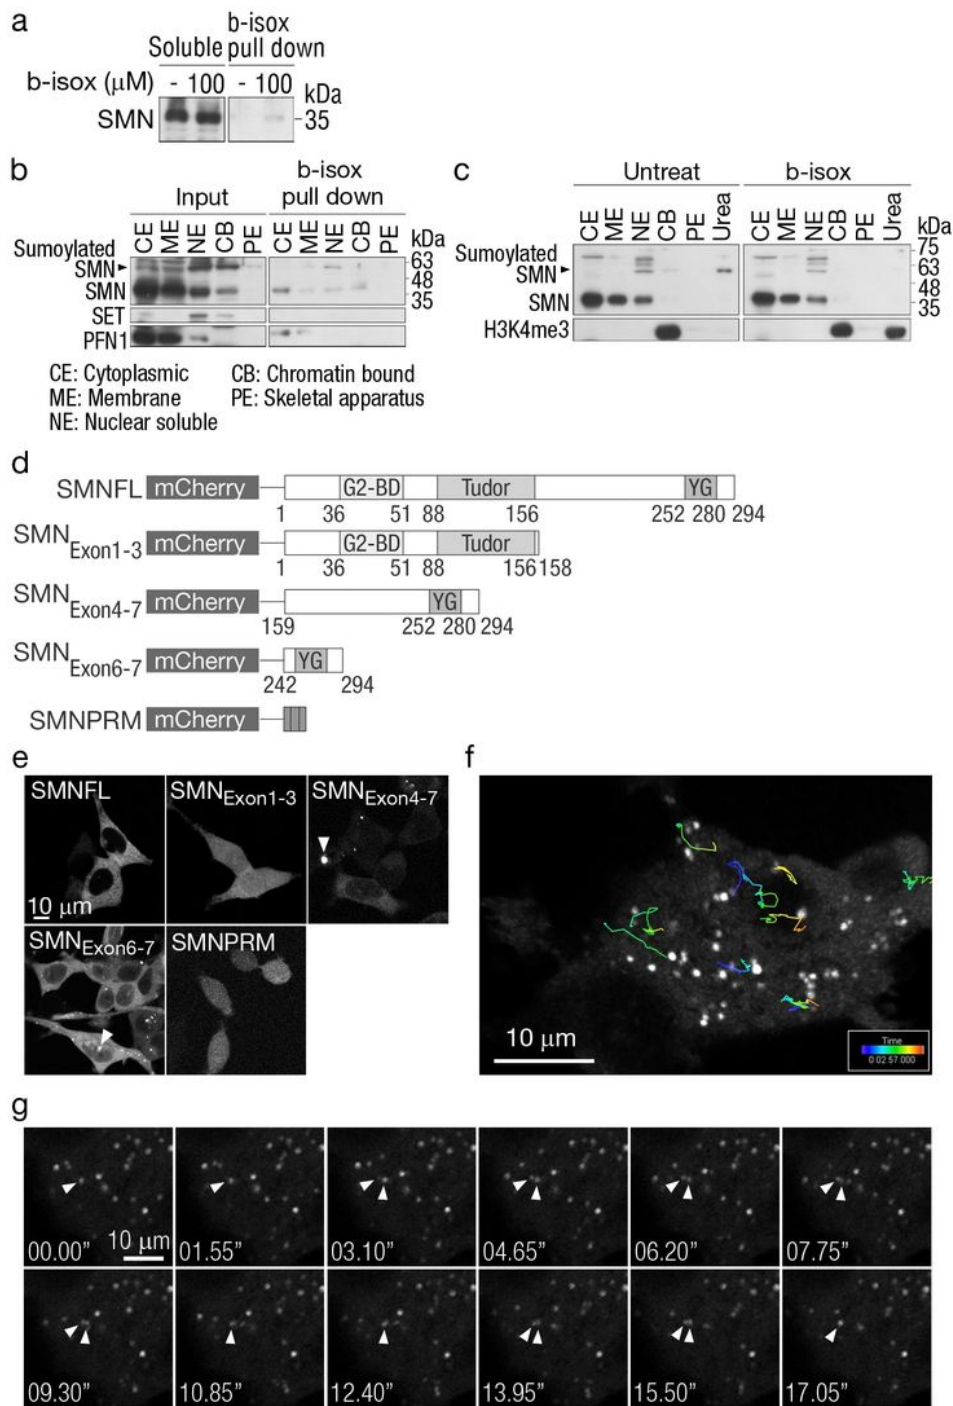 a
Soluble
b-isox
pull down
b-isox (μM) - 100 - 100
kDa
SMN
-35
b
Input
b-isox
pull down
CE ME NE CB PE CE ME NE CB PE
kDa
Sumoylated
SMN
SMN
SET
PFN1
63
48
35
c
Untreat b-isox
CE ME NE CB PE Urea CE ME NE CB PE Urea
kDa
Sumoylated
SMN
SMN
H3K4me3
75
63
48
35
CE: Cytoplasmic CB: Chromatin bound
ME: Membrane PE: Skeletal apparatus
NE: Nuclear soluble
d
SMNFL mCherry G2-BD Tudor YG
1 36 51 88 156 252 280 294
SMNExon1-3 mCherry G2-BD Tudor
1 36 51 88 156 158
SMNExon4-7 mCherry YG
159 252 280 294
SMNExon6-7 mCherry YG
242 294
SMNPRM mCherry
e
SMNFL SMNExon1-3 SMNExon4-7
10 μm
SMNExon6-7 SMNPRM
f
10 μm
Time
0 02 57 000
g
00.00” 10 μm 01.55” 03.10” 04.65” 06.20” 07.75”
09.30” 10.85” 12.40” 13.95” 15.50” 17.05”